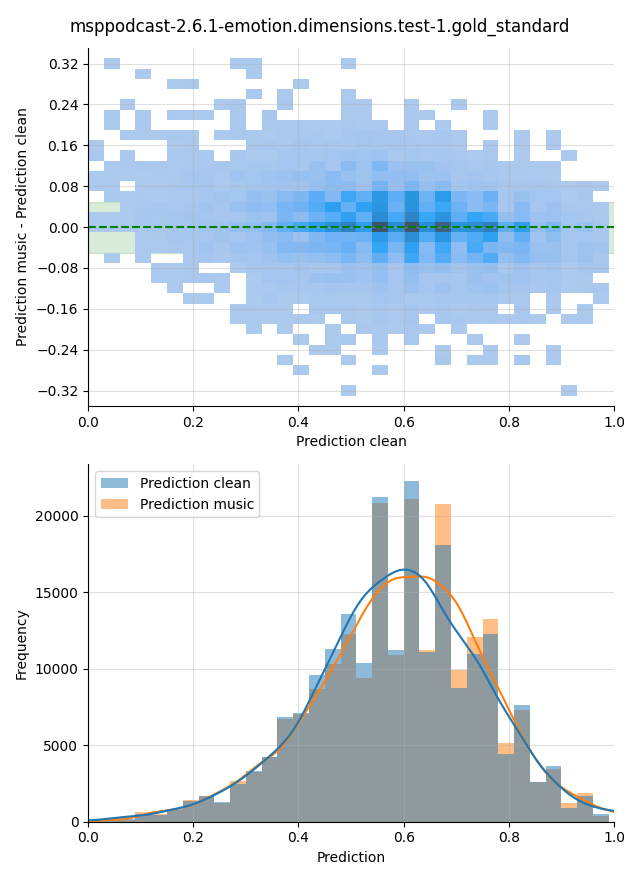 msppodcast-2.6.1-emotion.dimensions.test-1.gold_standard
Prediction music - Prediction clean
0.32
0.24
0.16
0.08
0.00
−0.08
−0.16
−0.24
−0.32
0.0 0.2 0.4 0.6 0.8 1.0
Prediction clean
Prediction clean
Prediction music
Frequency
20000
15000
10000
5000
0
0.0 0.2 0.4 0.6 0.8 1.0
Prediction